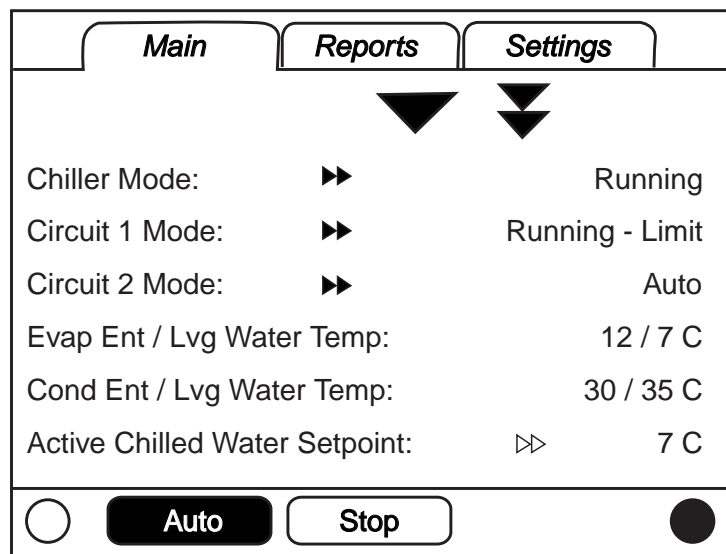 Main Reports Settings
Chiller Mode: Running
Circuit 1 Mode: Running - Limit
Circuit 2 Mode: Auto
Evap Ent / Lvg Water Temp: 12 / 7 C
Cond Ent / Lvg Water Temp: 30 / 35 C
Active Chilled Water Setpoint: 7 C
Auto Stop